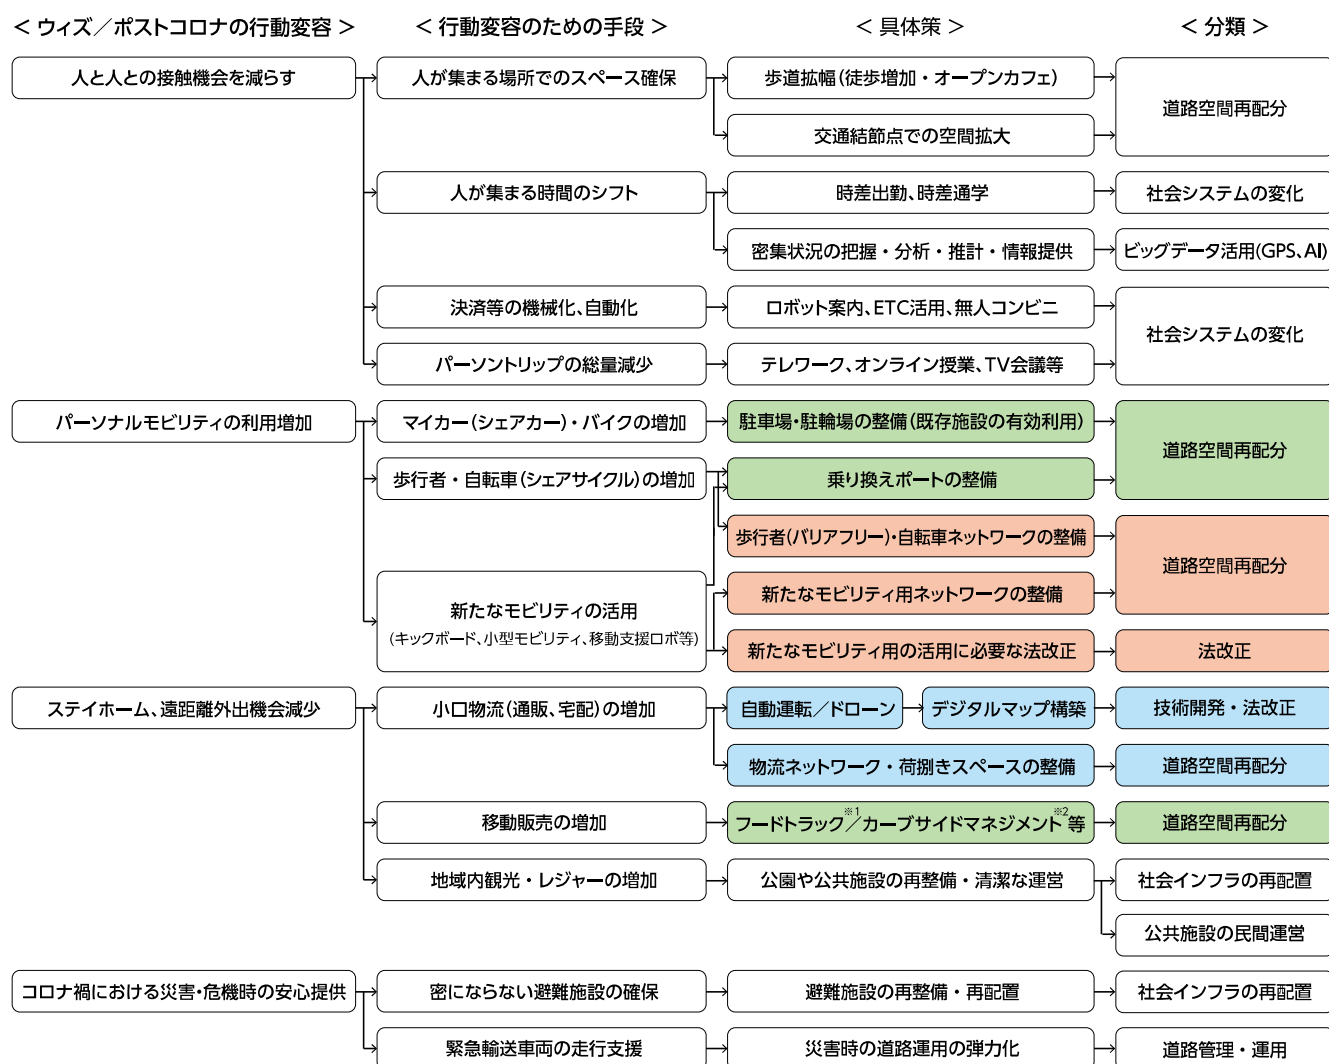 ＜ ウィズ／ポストコロナの行動変容 ＞
＜ 行動変容のための手段 ＞
＜ 具体策 ＞
＜ 分類 ＞
人と人との接触機会を減らす
人が集まる場所でのスペース確保
歩道拡幅（徒歩増加・オープンカフェ）
道路空間再配分
交通結節点での空間拡大
人が集まる時間のシフト
時差出勤、時差通学
社会システムの変化
密集状況の把握・分析・推計・情報提供
ビッグデータ活用(GPS、AI)
決済等の機械化、自動化
ロボット案内、ETC活用、無人コンビニ
社会システムの変化
パーソントリップの総量減少
テレワーク、オンライン授業、TV会議等
パーソナルモビリティの利用増加
マイカー（シェアカー）・バイクの増加
駐車場・駐輪場の整備（既存施設の有効利用）
道路空間再配分
歩行者・自転車（シェアサイクル）の増加
乗り換えポートの整備
歩行者(バリアフリー)・自転車ネットワークの整備
道路空間再配分
新たなモビリティの活用
(キックボード、小型モビリティ、移動支援ロボ等)
新たなモビリティ用ネットワークの整備
新たなモビリティ用の活用に必要な法改正
法改正
ステイホーム、遠距離外出機会減少
小口物流（通販、宅配）の増加
自動運転／ドローン
デジタルマップ構築
技術開発・法改正
物流ネットワーク・荷捌きスペースの整備
道路空間再配分
移動販売の増加
フードトラック※1／カーブサイドマネジメント※2等
道路空間再配分
地域内観光・レジャーの増加
公園や公共施設の再整備・清潔な運営
社会インフラの再配置
公共施設の民間運営
コロナ禍における災害・危機時の安心提供
密にならない避難施設の確保
避難施設の再整備・再配置
社会インフラの再配置
緊急輸送車両の走行支援
災害時の道路運用の弾力化
道路管理・運用